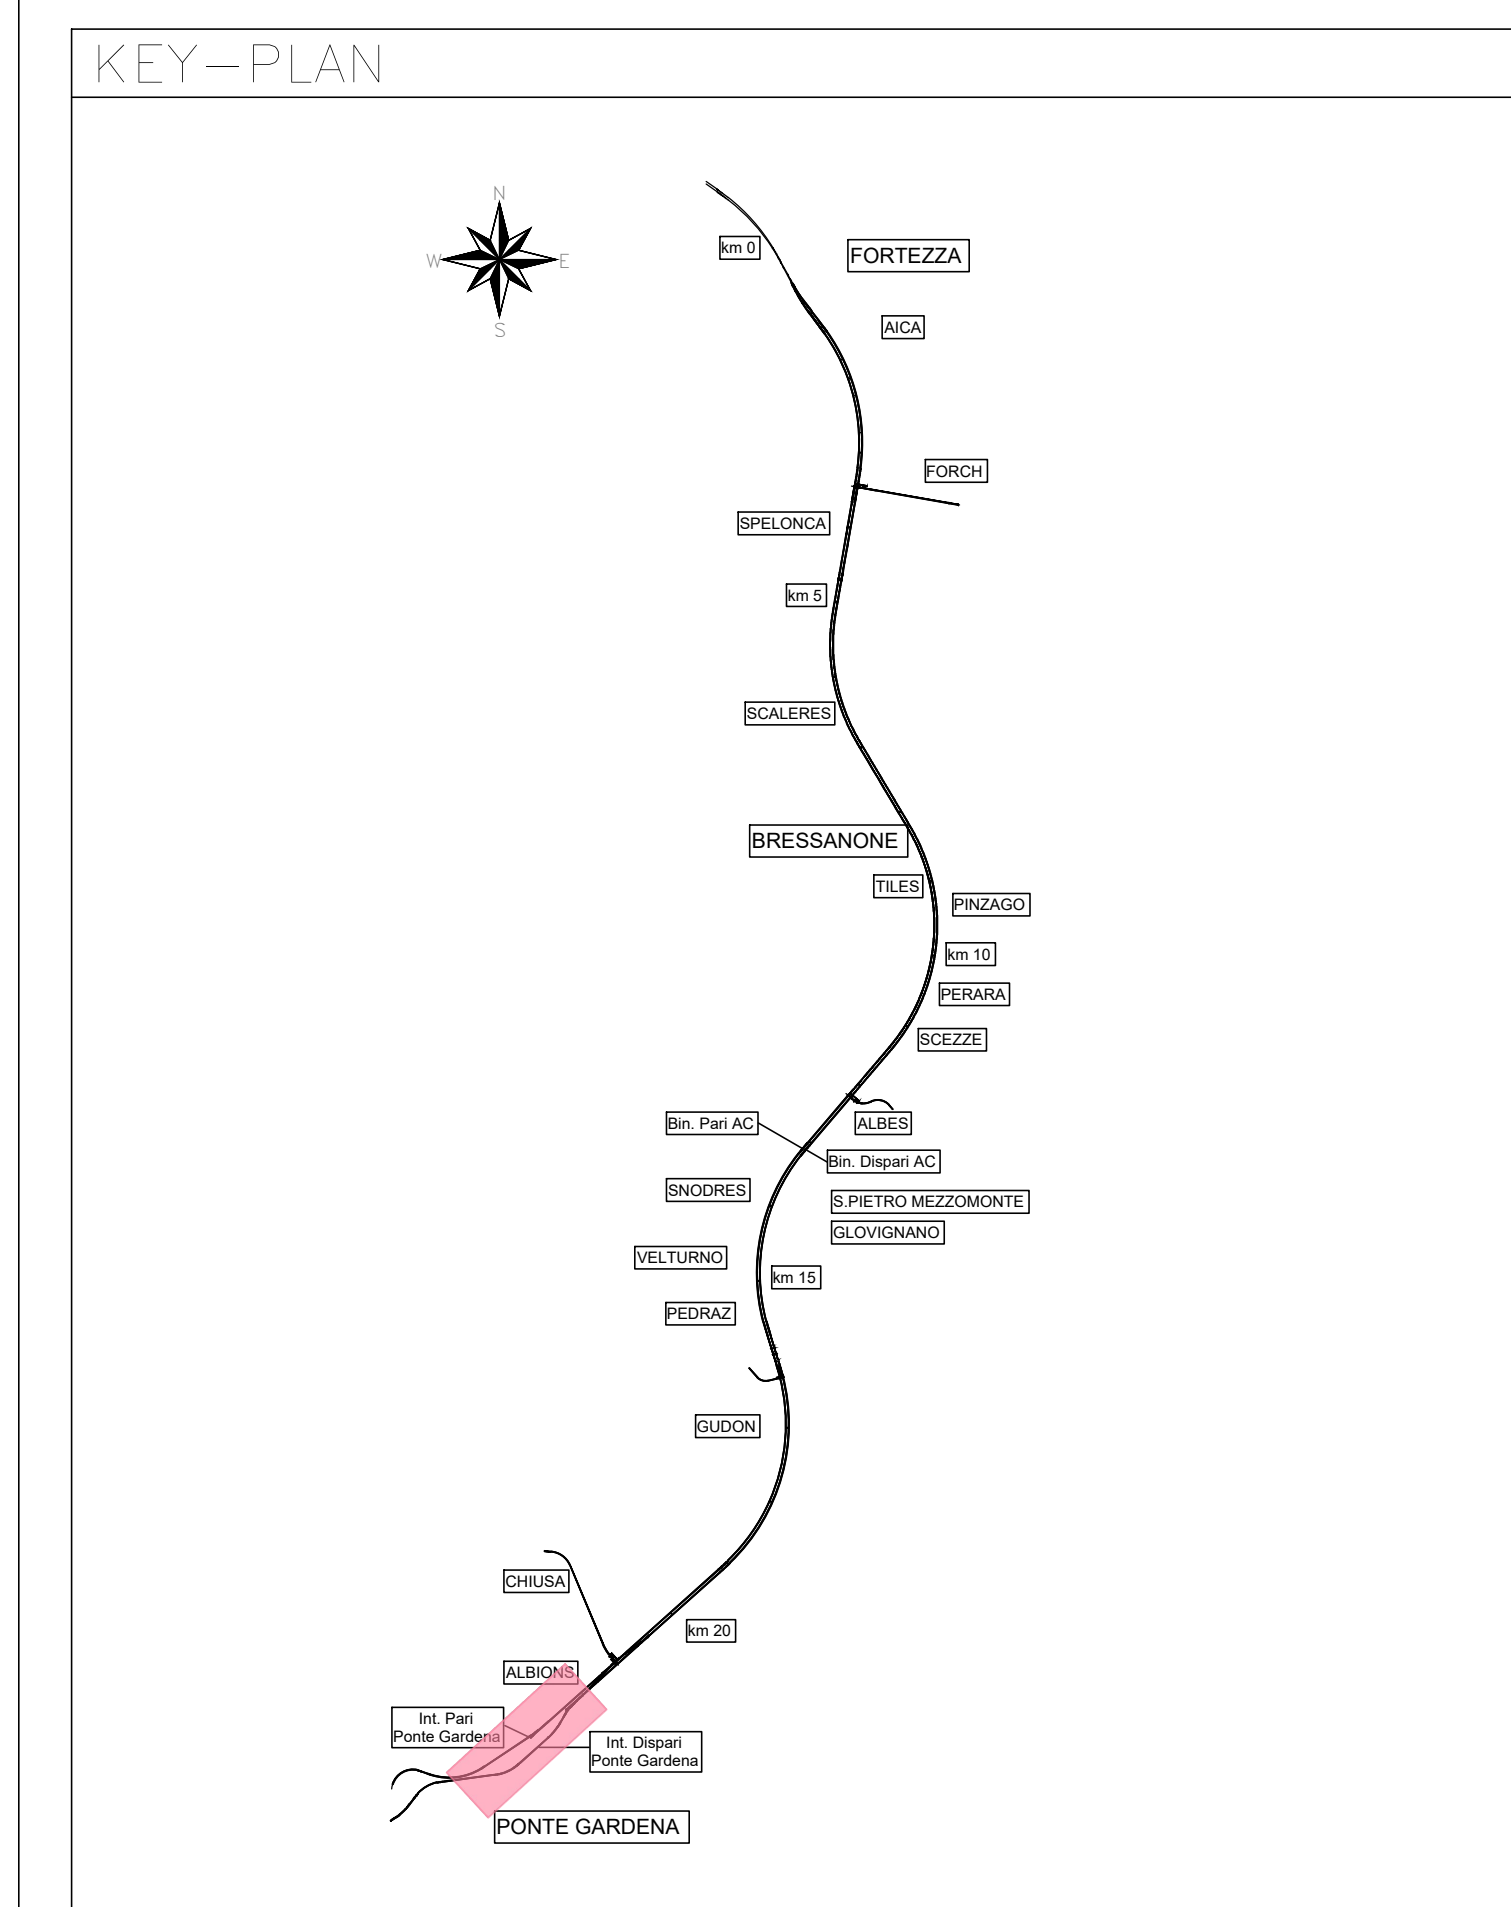 KEY-PLAN
N
W
E
S
km 0
FORTEZZA
AICA
FORCH
SPELONCA
km 5
SCALERES
BRESSANONE
TILES
PINZAGO
km 10
PERARA
SCEZZE
Bin. Pari AC
ALBES
Bin. Dispari AC
SNODRES
S.PIETRO MEZZOMONTE
GLOVIGNANO
VELTURNO
km 15
PEDRAZ
GUDON
CHIUSA
km 20
ALBIONS
Int. Pari
Ponte Gardena
Int. Dispari
Ponte Gardena
PONTE GARDENA